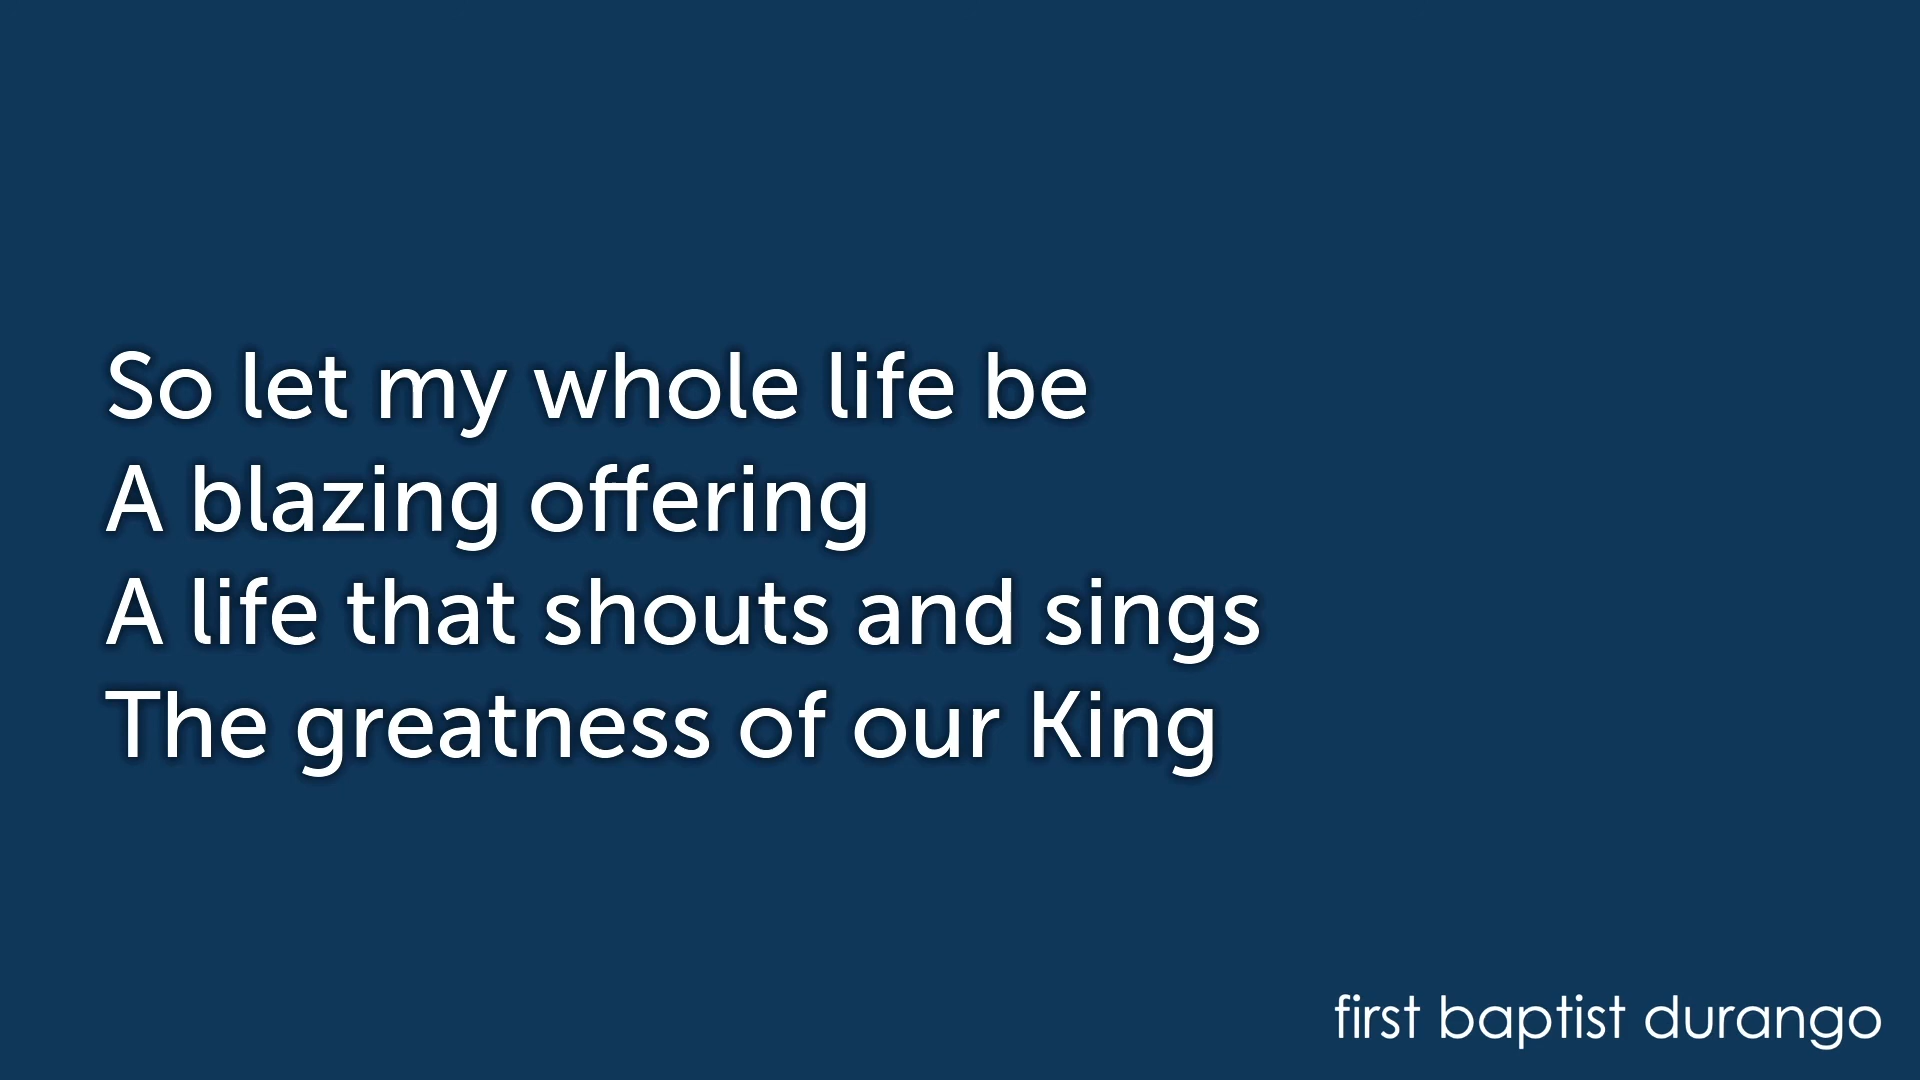 So let my whole life be
A blazing offering
A life that shouts and sings
The greatness of our King
first baptist durango